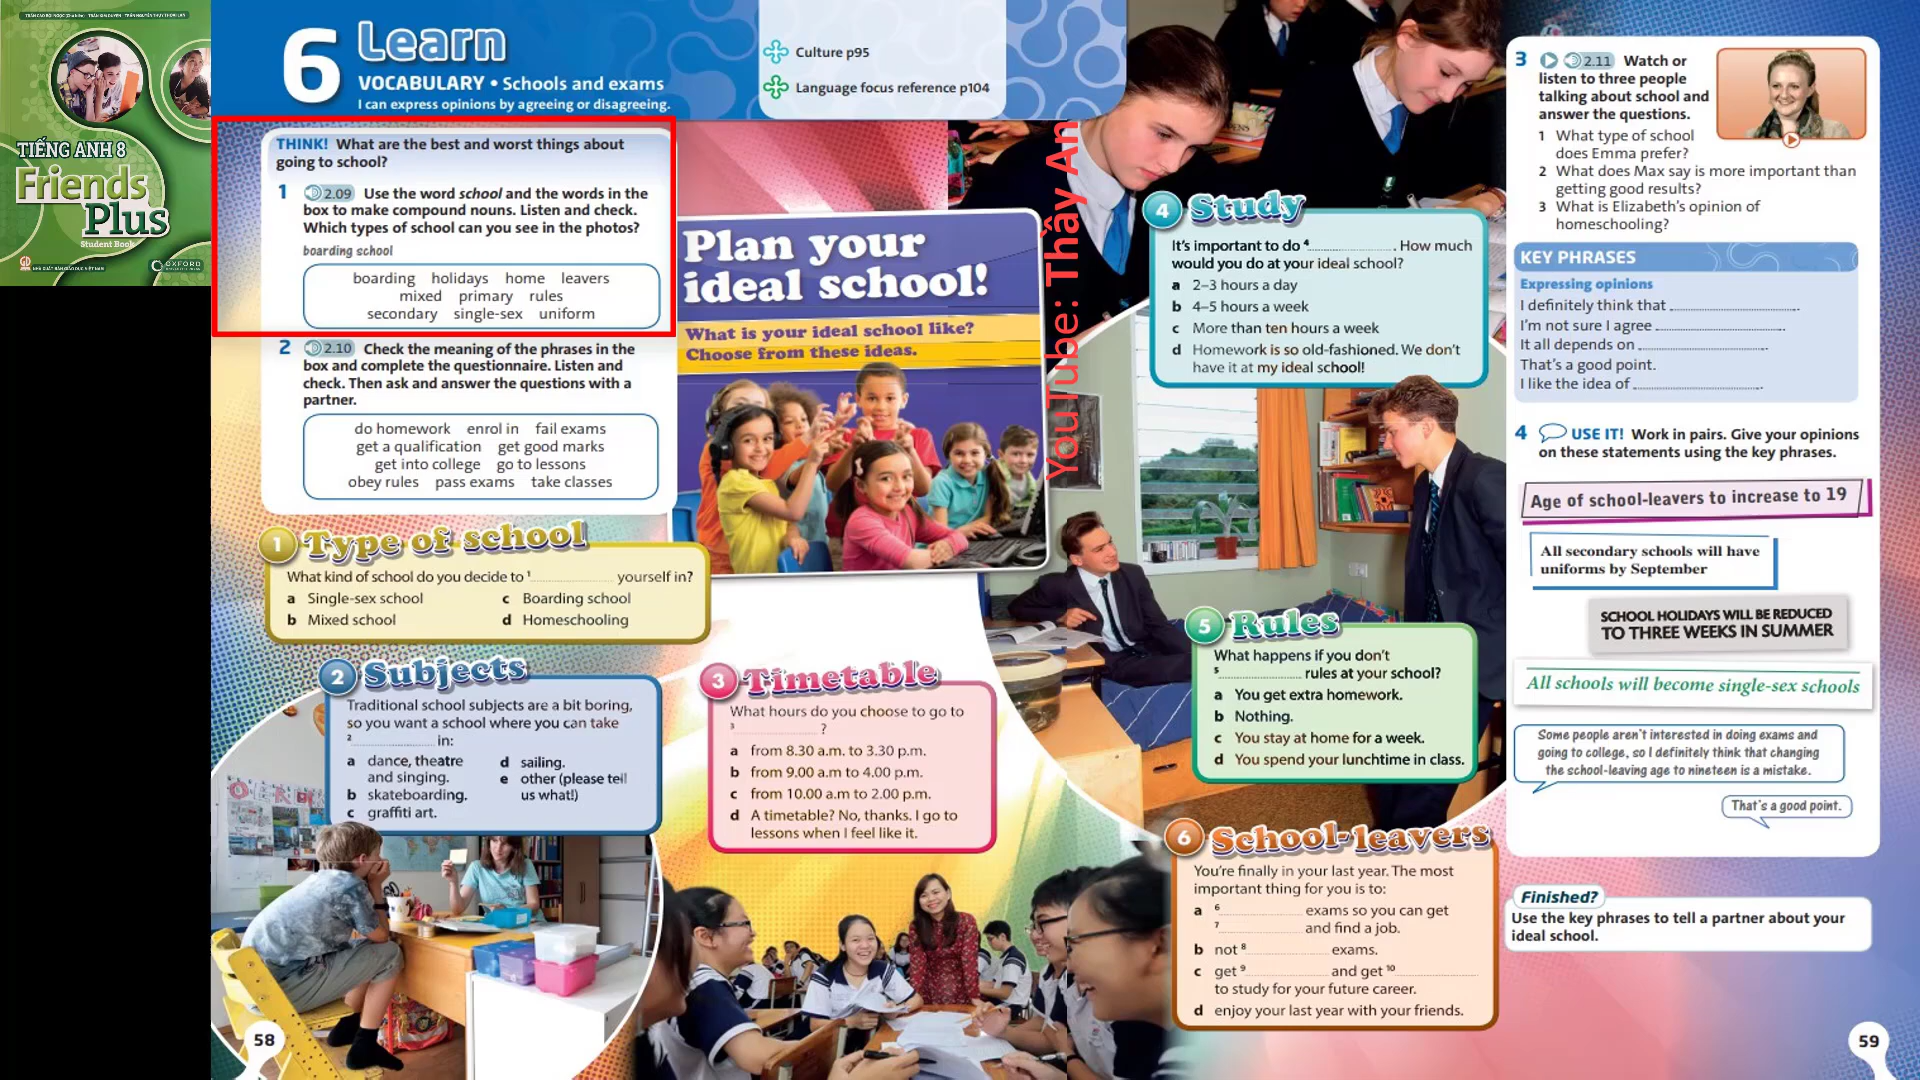 TIẾNG ANH 8
Friends
Plus
Student Book
NHÀ XUẤT BẢN GIÁO DỤC VIỆT NAM
OXFORD
6 Learn
VOCABULARY • Schools and exams
I can express opinions by agreeing or disagreeing.
Culture p95
Language focus reference p104
THINK! What are the best and worst things about
going to school?
1 2.09 Use the word school and the words in the
box to make compound nouns. Listen and check.
Which types of school can you see in the photos?
boarding school
boarding holidays home leavers
mixed primary rules
secondary single-sex uniform
2 2.10 Check the meaning of the phrases in the
box and complete the questionnaire. Listen and
check. Then ask and answer the questions with a
partner.
do homework enrol in fail exams
get a qualification get good marks
get into college go to lessons
obey rules pass exams take classes
Plan your
ideal school!
What is your ideal school like?
Choose from these ideas.
1 Type of school
What kind of school do you decide to 1 yourself in?
a Single-sex school c Boarding school
b Mixed school d Homeschooling
2 Subjects
Traditional school subjects are a bit boring,
so you want a school where you can take
2 in:
a dance, theatre
and singing.
b skateboarding.
c graffiti art.
d sailing.
e other (please tell
us what!)
3 Timetable
What hours do you choose to go to
3 ?
a from 8.30 a.m. to 3.30 p.m.
b from 9.00 a.m to 4.00 p.m.
c from 10.00 a.m to 2.00 p.m.
d A timetable? No, thanks. I go to
lessons when I feel like it.
58
YouTube: Thầy An
4 Study
It's important to do 4 . How much
would you do at your ideal school?
a 2–3 hours a day
b 4–5 hours a week
c More than ten hours a week
d Homework is so old-fashioned. We don't
have it at my ideal school!
5 Rules
What happens if you don't
5 rules at your school?
a You get extra homework.
b Nothing.
c You stay at home for a week.
d You spend your lunchtime in class.
6 School-leavers
You're finally in your last year. The most
important thing for you is to:
a 6 exams so you can get
7 and find a job.
b not 8 exams.
c get 9 and get 10
to study for your future career.
d enjoy your last year with your friends.
3 2.11 Watch or
listen to three people
talking about school and
answer the questions.
1 What type of school
does Emma prefer?
2 What does Max say is more important than
getting good results?
3 What is Elizabeth's opinion of
homeschooling?
KEY PHRASES
Expressing opinions
I definitely think that
I'm not sure I agree
It all depends on
That's a good point.
I like the idea of
4 USE IT! Work in pairs. Give your opinions
on these statements using the key phrases.
Age of school-leavers to increase to 19
All secondary schools will have
uniforms by September
SCHOOL HOLIDAYS WILL BE REDUCED
TO THREE WEEKS IN SUMMER
All schools will become single-sex schools
Some people aren't interested in doing exams and
going to college, so I definitely think that changing
the school-leaving age to nineteen is a mistake.
That's a good point.
Finished?
Use the key phrases to tell a partner about your
ideal school.
59